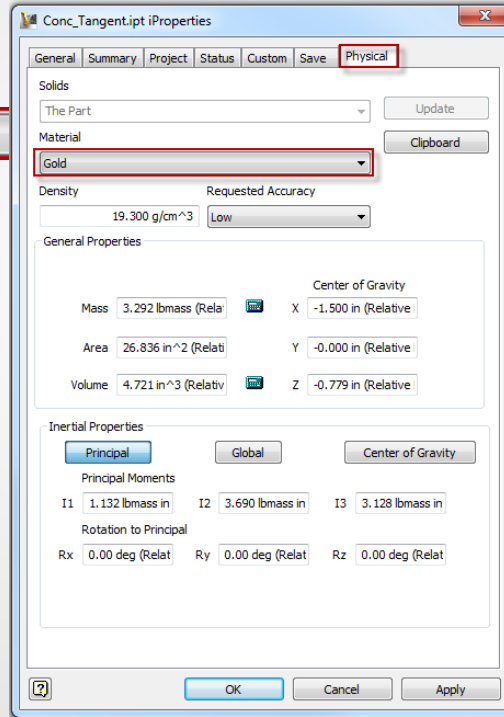 Conc_Tangent.ipt iProperties
General Summary Project Status Custom Save Physical
Solids
The Part Update
Material Clipboard
Gold
Density Requested Accuracy
19.300 g/cm^3 Low
General Properties
Center of Gravity
Mass 3.292 lbmass (Relat X -1.500 in (Relative
Area 26.836 in^2 (Relati Y -0.000 in (Relative
Volume 4.721 in^3 (Relativ Z -0.779 in (Relative
Inertial Properties
Principal Global Center of Gravity
Principal Moments
I1 1.132 lbmass in I2 3.690 lbmass in I3 3.128 lbmass in
Rotation to Principal
Rx 0.00 deg (Relat Ry 0.00 deg (Relat Rz 0.00 deg (Relat
? OK Cancel Apply